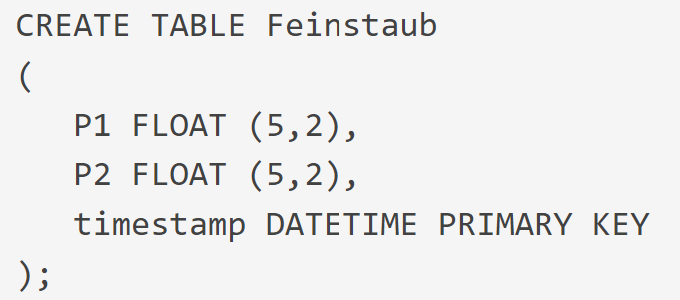 CREATE TABLE Feinstaub
(
P1 FLOAT (5,2),
P2 FLOAT (5,2),
timestamp DATETIME PRIMARY KEY
);